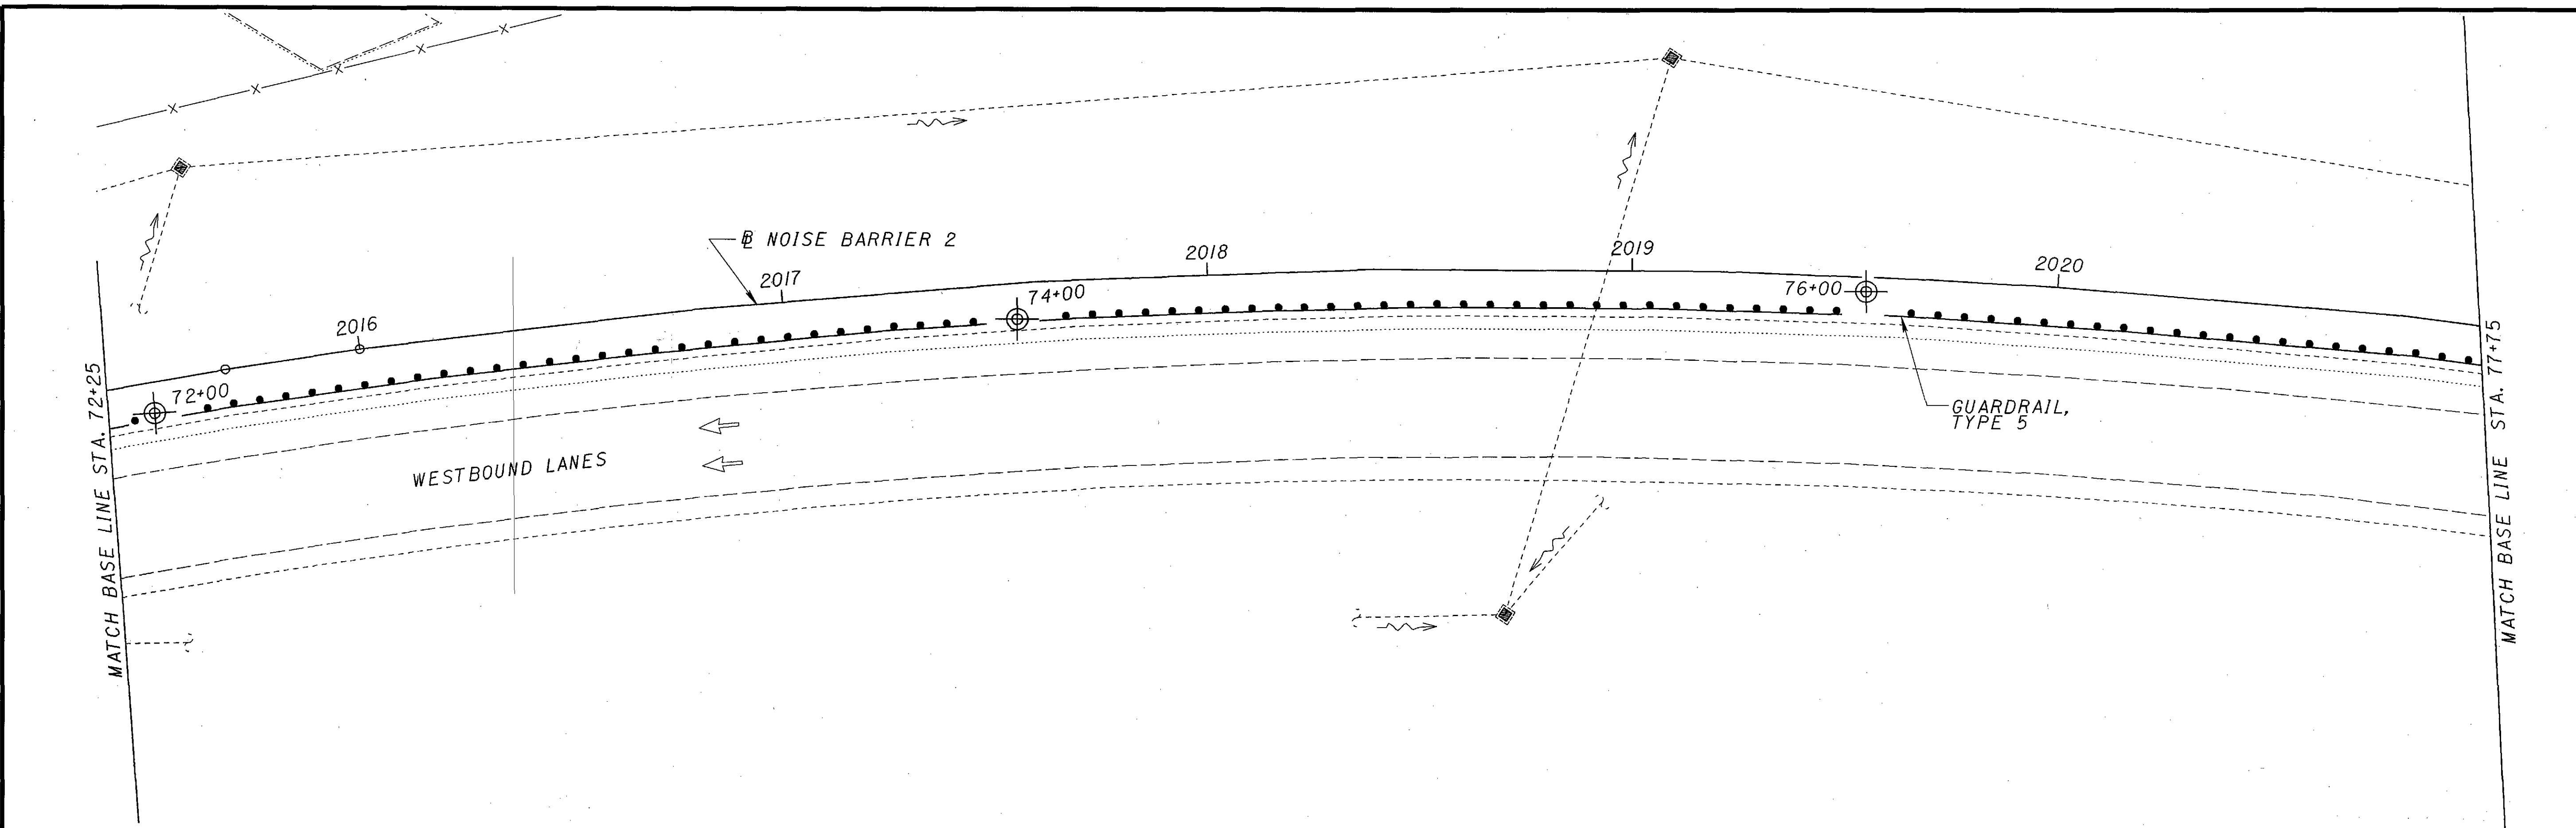 ℄ NOISE BARRIER 2
2016
2017
2018
2019
2020
72+00
74+00
76+00
GUARDRAIL,
TYPE 5
WESTBOUND LANES
MATCH BASE LINE STA. 72+25
MATCH BASE LINE STA. 77+75